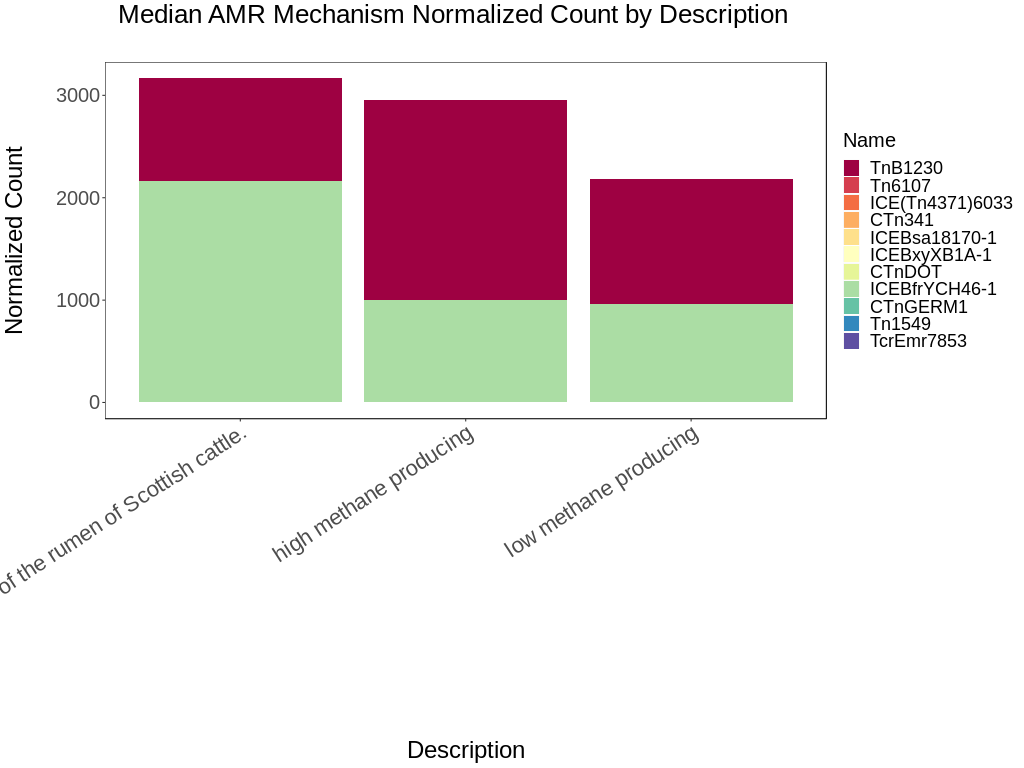 Median AMR Mechanism Normalized Count by Description
Normalized Count
3000
2000
1000
0
of the rumen of Scottish cattle.
high methane producing
low methane producing
Description
Name
TnB1230
Tn6107
ICE(Tn4371)6033
CTn341
ICEBsa18170-1
ICEBxyXB1A-1
CTnDOT
ICEBfrYCH46-1
CTnGERM1
Tn1549
TcrEmr7853